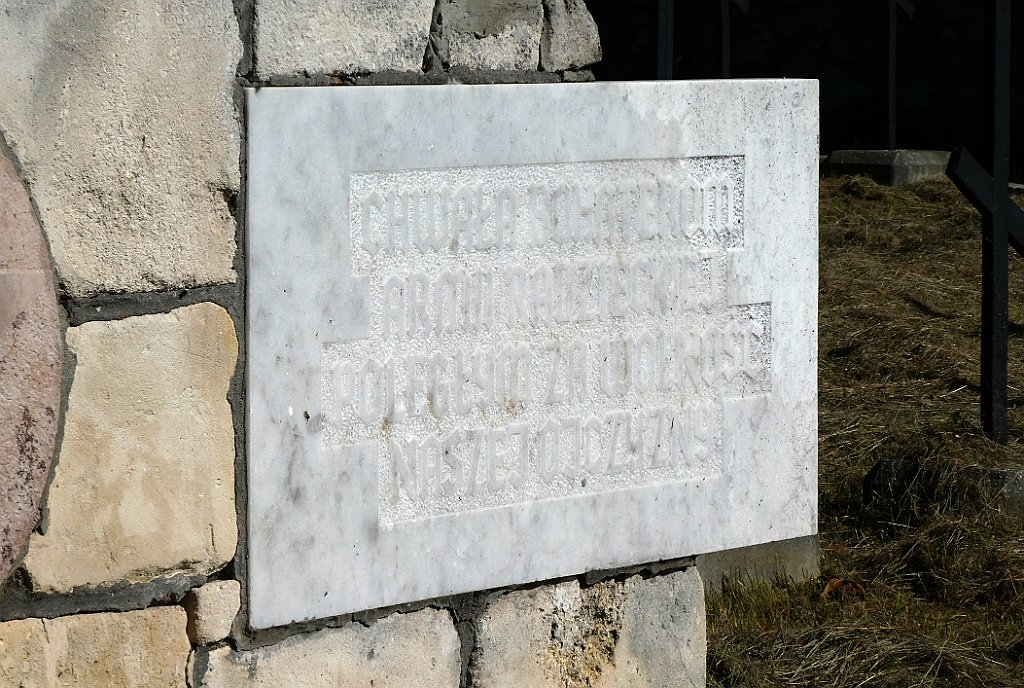 CHWAŁA BOHATEROM
ARMII RADZIECKIEJ
POLEGŁYM ZA WOLNOŚĆ
NASZEJ OJCZYZNY